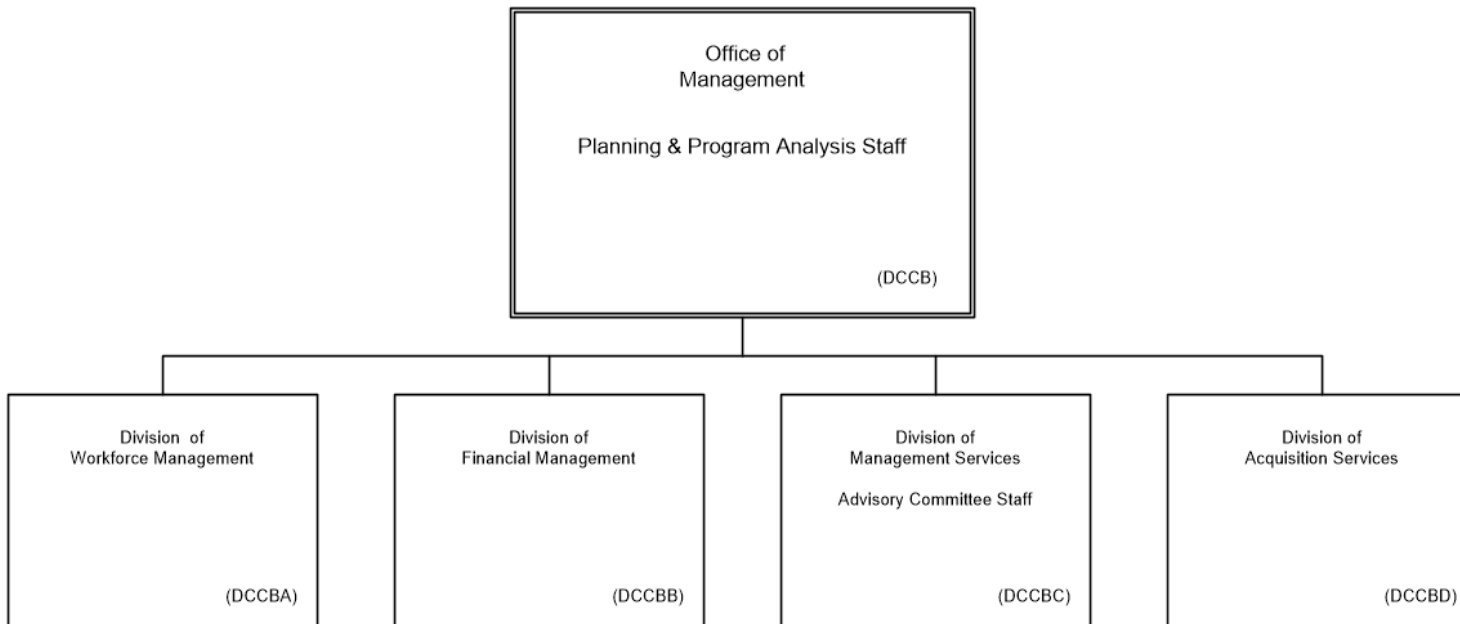 Office of
Management
Planning & Program Analysis Staff
(DCCB)
Division of
Workforce Management
(DCCBA)
Division of
Financial Management
(DCCBB)
Division of
Management Services
Advisory Committee Staff
(DCCBC)
Division of
Acquisition Services
(DCCBD)